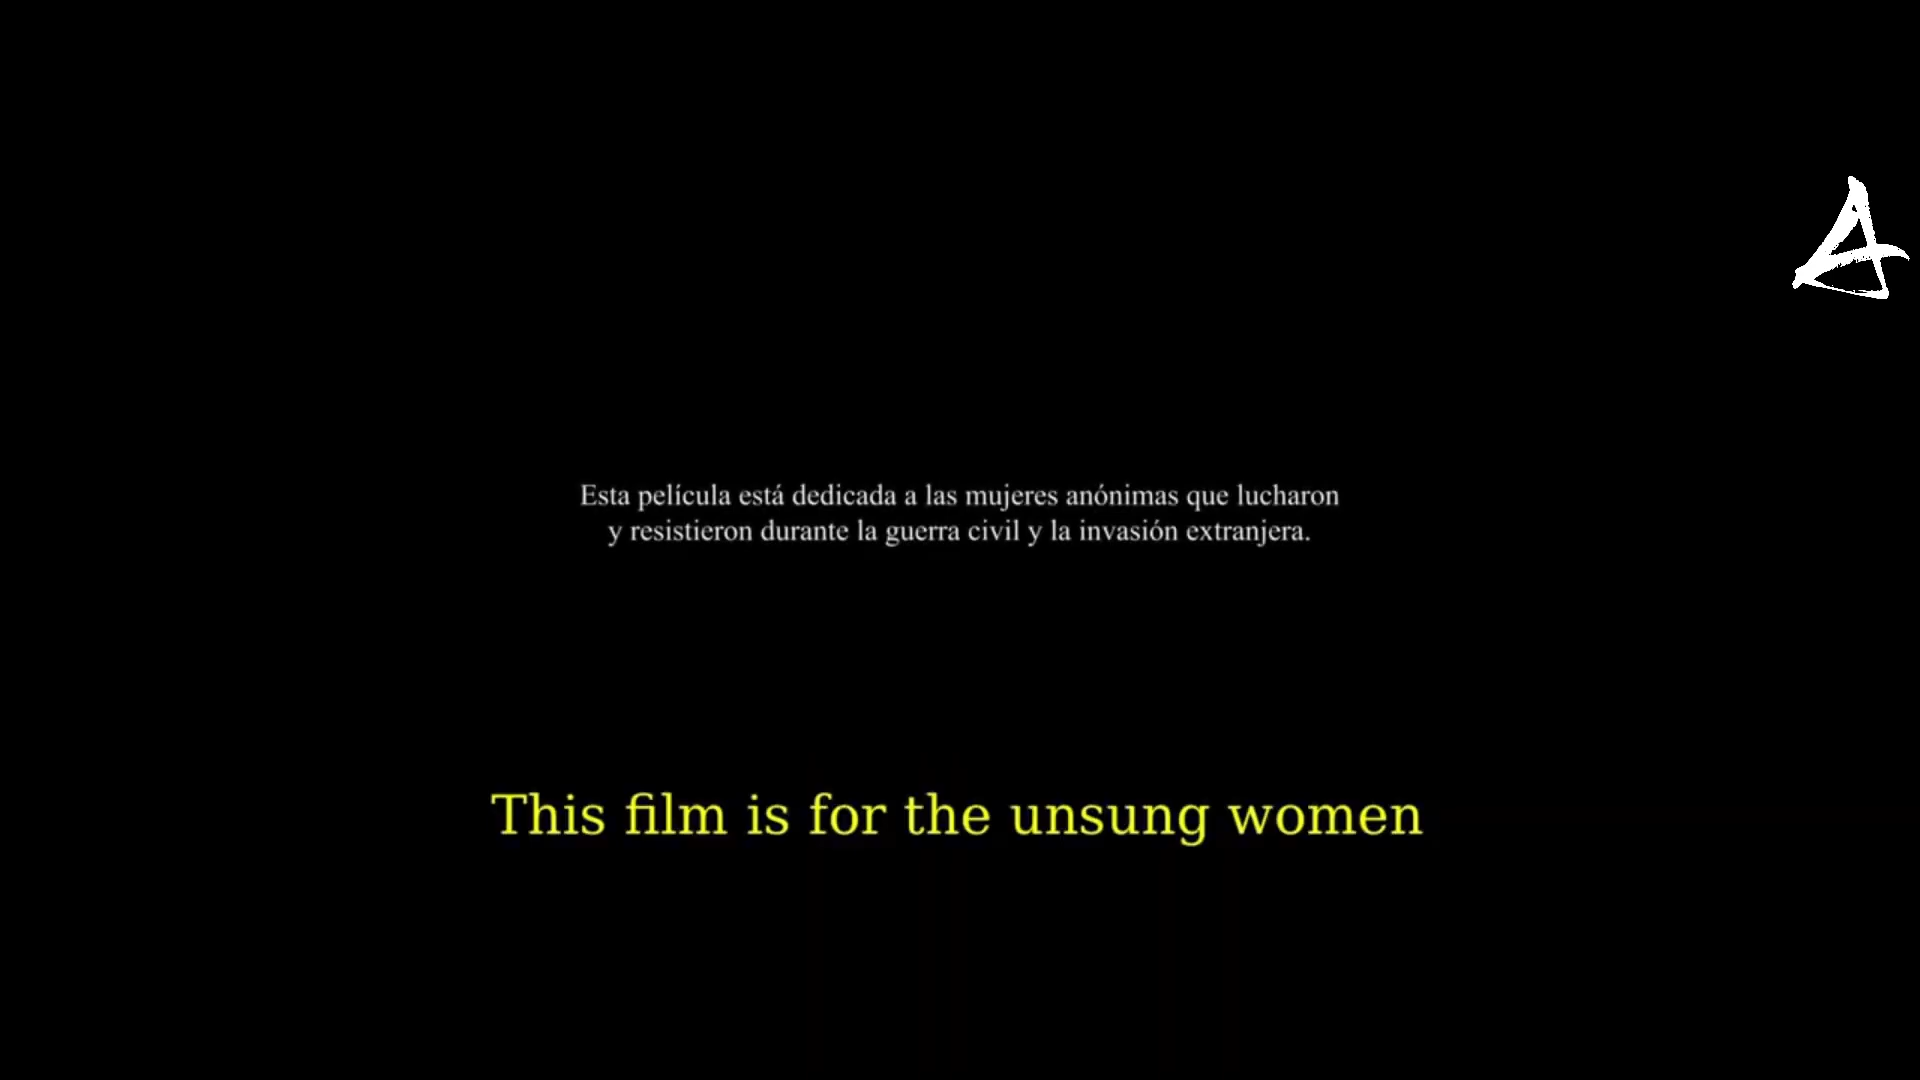 Esta película está dedicada a las mujeres anónimas que lucharon
y resistieron durante la guerra civil y la invasión extranjera.
This film is for the unsung women